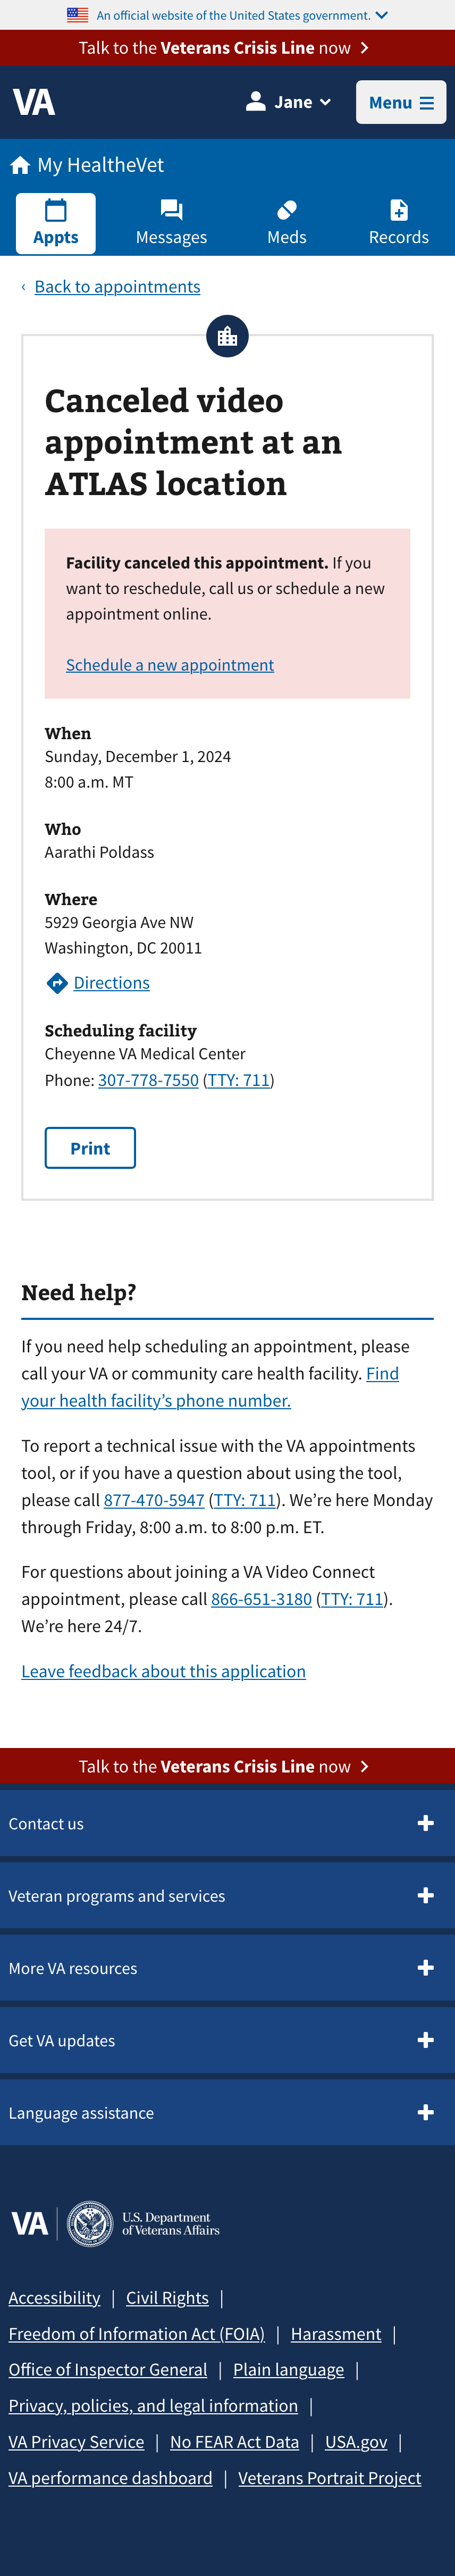 An official website of the United States government.
Talk to the Veterans Crisis Line now
VA
Jane
Menu
My HealtheVet
Appts
Messages
Meds
Records
‹ Back to appointments
Canceled video
appointment at an
ATLAS location
Facility canceled this appointment. If you
want to reschedule, call us or schedule a new
appointment online.
Schedule a new appointment
When
Sunday, December 1, 2024
8:00 a.m. MT
Who
Aarathi Poldass
Where
5929 Georgia Ave NW
Washington, DC 20011
Directions
Scheduling facility
Cheyenne VA Medical Center
Phone: 307-778-7550 (TTY: 711)
Print
Need help?
If you need help scheduling an appointment, please
call your VA or community care health facility. Find
your health facility’s phone number.
To report a technical issue with the VA appointments
tool, or if you have a question about using the tool,
please call 877-470-5947 (TTY: 711). We’re here Monday
through Friday, 8:00 a.m. to 8:00 p.m. ET.
For questions about joining a VA Video Connect
appointment, please call 866-651-3180 (TTY: 711).
We’re here 24/7.
Leave feedback about this application
Talk to the Veterans Crisis Line now
Contact us
Veteran programs and services
More VA resources
Get VA updates
Language assistance
VA
U.S. Department
of Veterans Affairs
Accessibility | Civil Rights |
Freedom of Information Act (FOIA) | Harassment |
Office of Inspector General | Plain language |
Privacy, policies, and legal information |
VA Privacy Service | No FEAR Act Data | USA.gov |
VA performance dashboard | Veterans Portrait Project